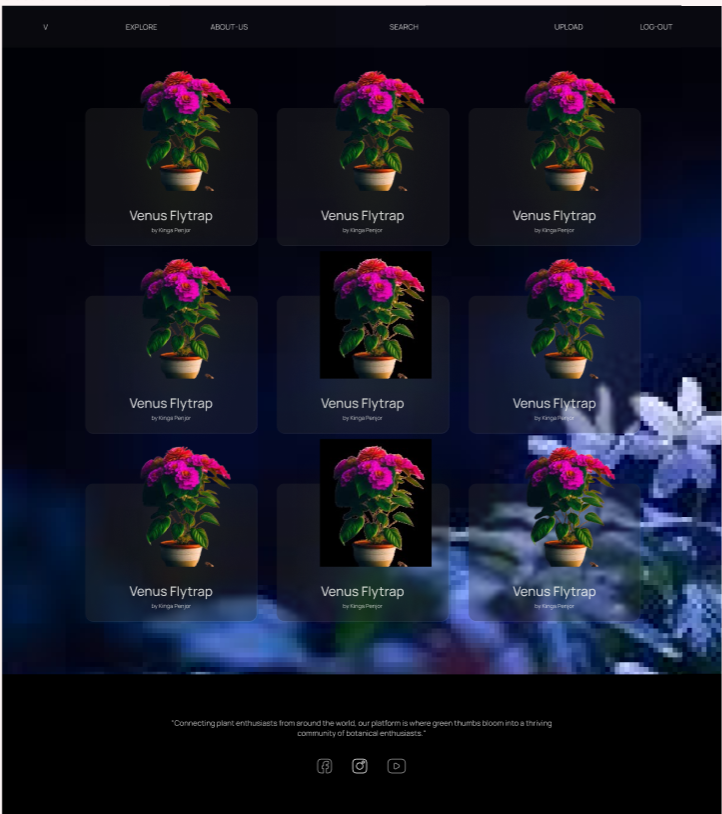 V EXPLORE ABOUT-US SEARCH UPLOAD LOG-OUT
Venus Flytrap Venus Flytrap Venus Flytrap
by Kinga Penjor by Kinga Penjor by Kinga Penjor
Venus Flytrap Venus Flytrap Venus Flytrap
by Kinga Penjor by Kinga Penjor by Kinga Penjor
Venus Flytrap Venus Flytrap Venus Flytrap
by Kinga Penjor by Kinga Penjor by Kinga Penjor
"Connecting plant enthusiasts from around the world, our platform is where green thumbs bloom into a thriving
community of botanical enthusiasts."